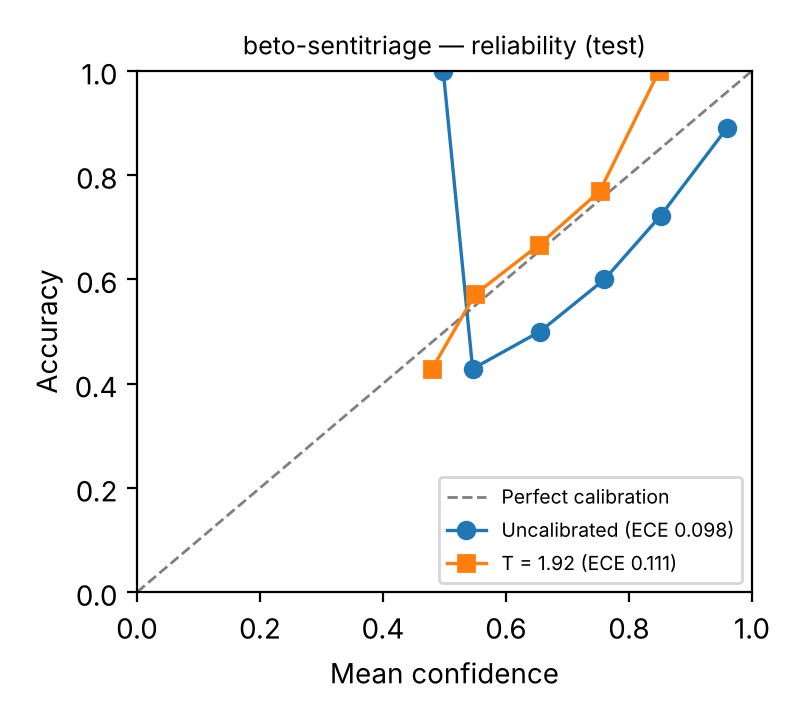 beto-sentitriage — reliability (test)
1.0
0.8
0.6
0.4
0.2
0.0
Accuracy
Perfect calibration
Uncalibrated (ECE 0.098)
T = 1.92 (ECE 0.111)
0.0 0.2 0.4 0.6 0.8 1.0
Mean confidence